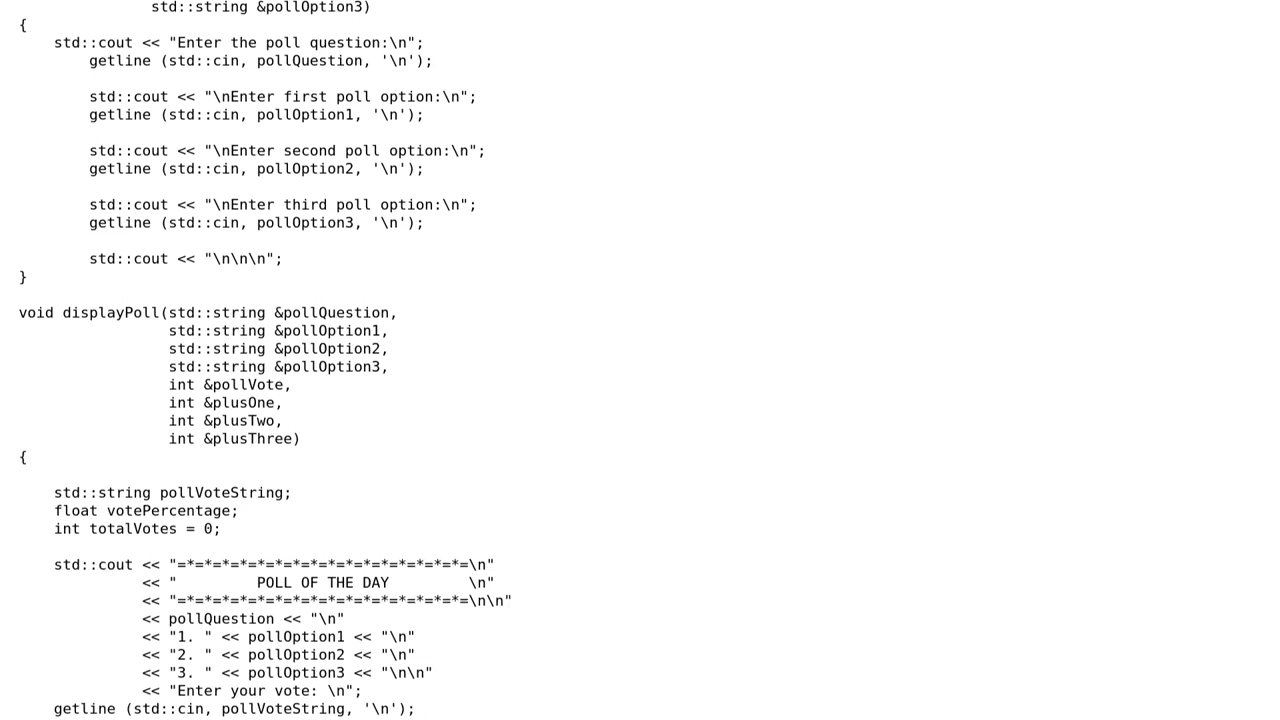 std::string &pollOption3)
{
    std::cout << "Enter the poll question:\n";
        getline (std::cin, pollQuestion, '\n');

        std::cout << "\nEnter first poll option:\n";
        getline (std::cin, pollOption1, '\n');

        std::cout << "\nEnter second poll option:\n";
        getline (std::cin, pollOption2, '\n');

        std::cout << "\nEnter third poll option:\n";
        getline (std::cin, pollOption3, '\n');

        std::cout << "\n\n\n";
}

void displayPoll(std::string &pollQuestion,
                 std::string &pollOption1,
                 std::string &pollOption2,
                 std::string &pollOption3,
                 int &pollVote,
                 int &plusOne,
                 int &plusTwo,
                 int &plusThree)
{

    std::string pollVoteString;
    float votePercentage;
    int totalVotes = 0;

    std::cout << "=*=*=*=*=*=*=*=*=*=*=*=*=*=*=*=*=\n"
              << "         POLL OF THE DAY         \n"
              << "=*=*=*=*=*=*=*=*=*=*=*=*=*=*=*=*=\n\n"
              << pollQuestion << "\n"
              << "1. " << pollOption1 << "\n"
              << "2. " << pollOption2 << "\n"
              << "3. " << pollOption3 << "\n\n"
              << "Enter your vote: \n";
    getline (std::cin, pollVoteString, '\n');